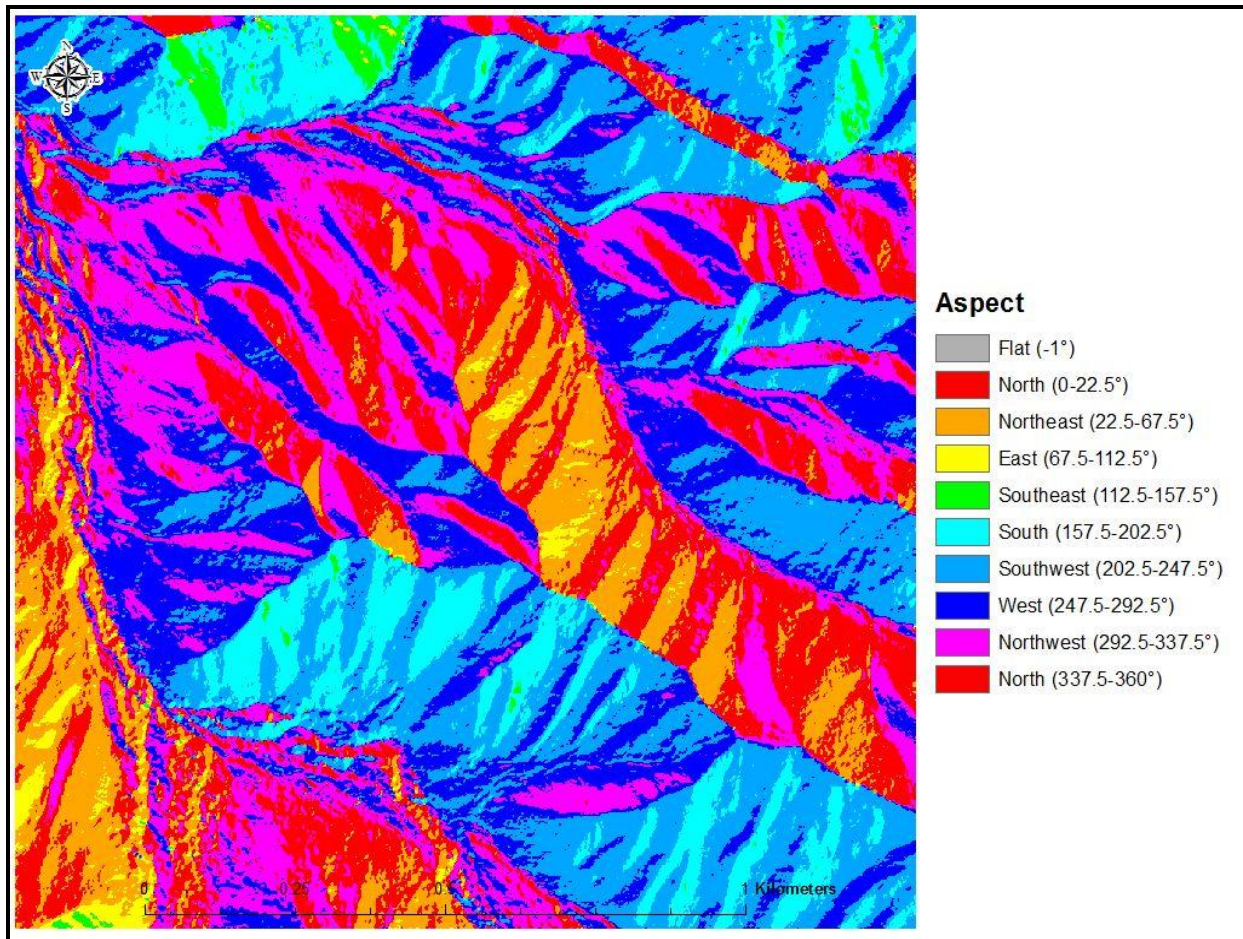 N
W E
S
Aspect
Flat (-1°)
North (0-22.5°)
Northeast (22.5-67.5°)
East (67.5-112.5°)
Southeast (112.5-157.5°)
South (157.5-202.5°)
Southwest (202.5-247.5°)
West (247.5-292.5°)
Northwest (292.5-337.5°)
North (337.5-360°)
0 0.25 0.5 1 Kilometers